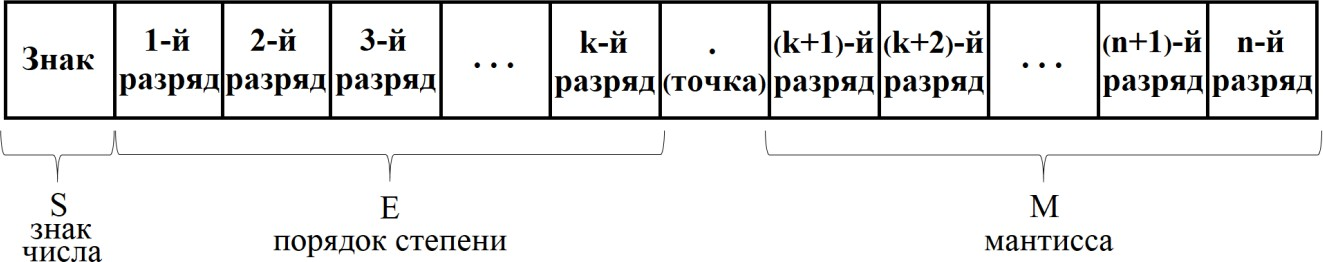 Знак
1-й
разряд
2-й
разряд
3-й
разряд
...
k-й
разряд
.
(точка)
(k+1)-й
разряд
(k+2)-й
разряд
...
(n+1)-й
разряд
n-й
разряд
S
знак
числа
E
порядок степени
M
мантисса